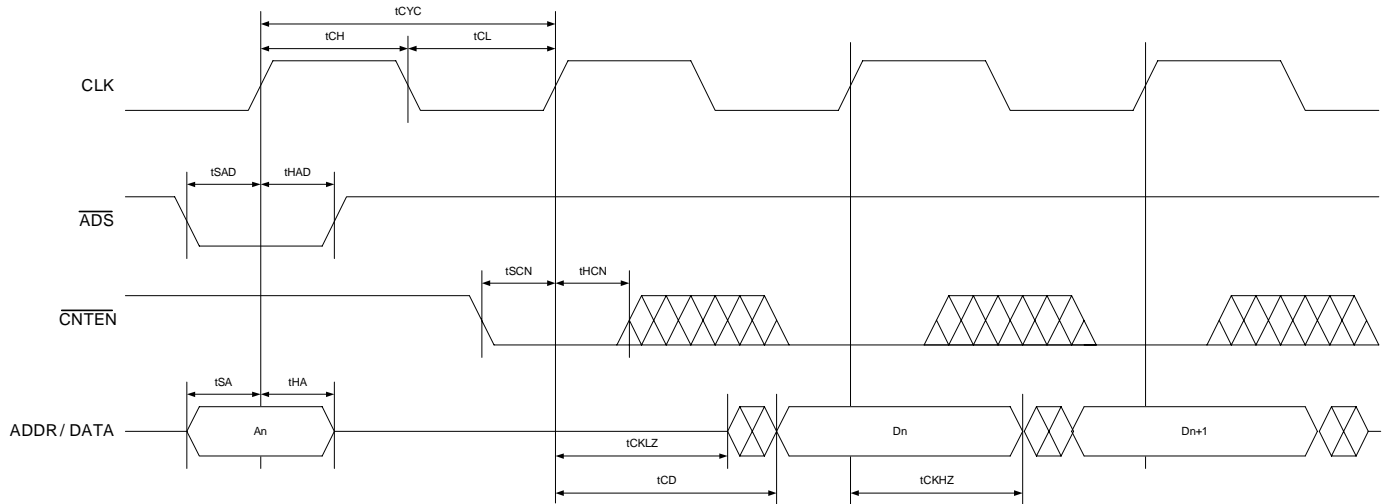 tCYC
tCH tCL
CLK
tSAD tHAD
ADS
tSCN tHCN
CNTEN
tSA tHA
ADDR / DATA An Dn Dn+1
tCKLZ
tCD tCKHZ